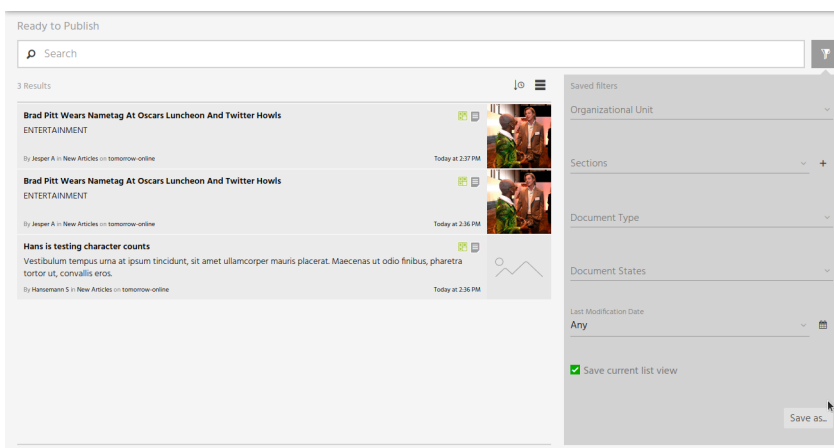 Ready to Publish
Search
3 Results
Brad Pitt Wears Nametag At Oscars Luncheon And Twitter Howls
ENTERTAINMENT
By Jesper A in New Articles on tomorrow-online
Today at 2:37 PM
Brad Pitt Wears Nametag At Oscars Luncheon And Twitter Howls
ENTERTAINMENT
By Jesper A in New Articles on tomorrow-online
Today at 2:36 PM
Hans is testing character counts
Vestibulum tempus urna at ipsum tincidunt, sit amet ullamcorper mauris placerat. Maecenas ut odio finibus, pharetra
tortor ut, convallis eros.
By Hansemann S in New Articles on tomorrow-online
Today at 2:36 PM
Saved filters
Organizational Unit
Sections
Document Type
Document States
Last Modification Date
Any
Save current list view
Save as...